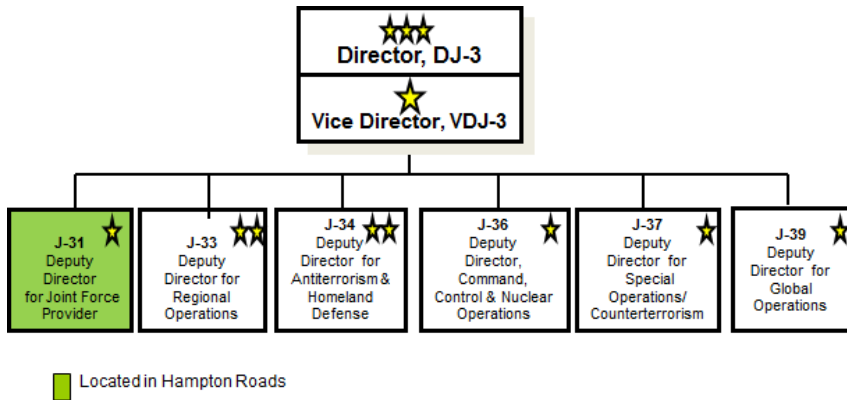 Director, DJ-3
Vice Director, VDJ-3
J-31
Deputy
Director
for Joint Force
Provider
J-33
Deputy
Director for
Regional
Operations
J-34
Deputy
Director for
Antiterrorism &
Homeland
Defense
J-36
Deputy
Director,
Command,
Control & Nuclear
Operations
J-37
Deputy
Director for
Special
Operations/
Counterterrorism
J-39
Deputy
Director for
Global
Operations
Located in Hampton Roads